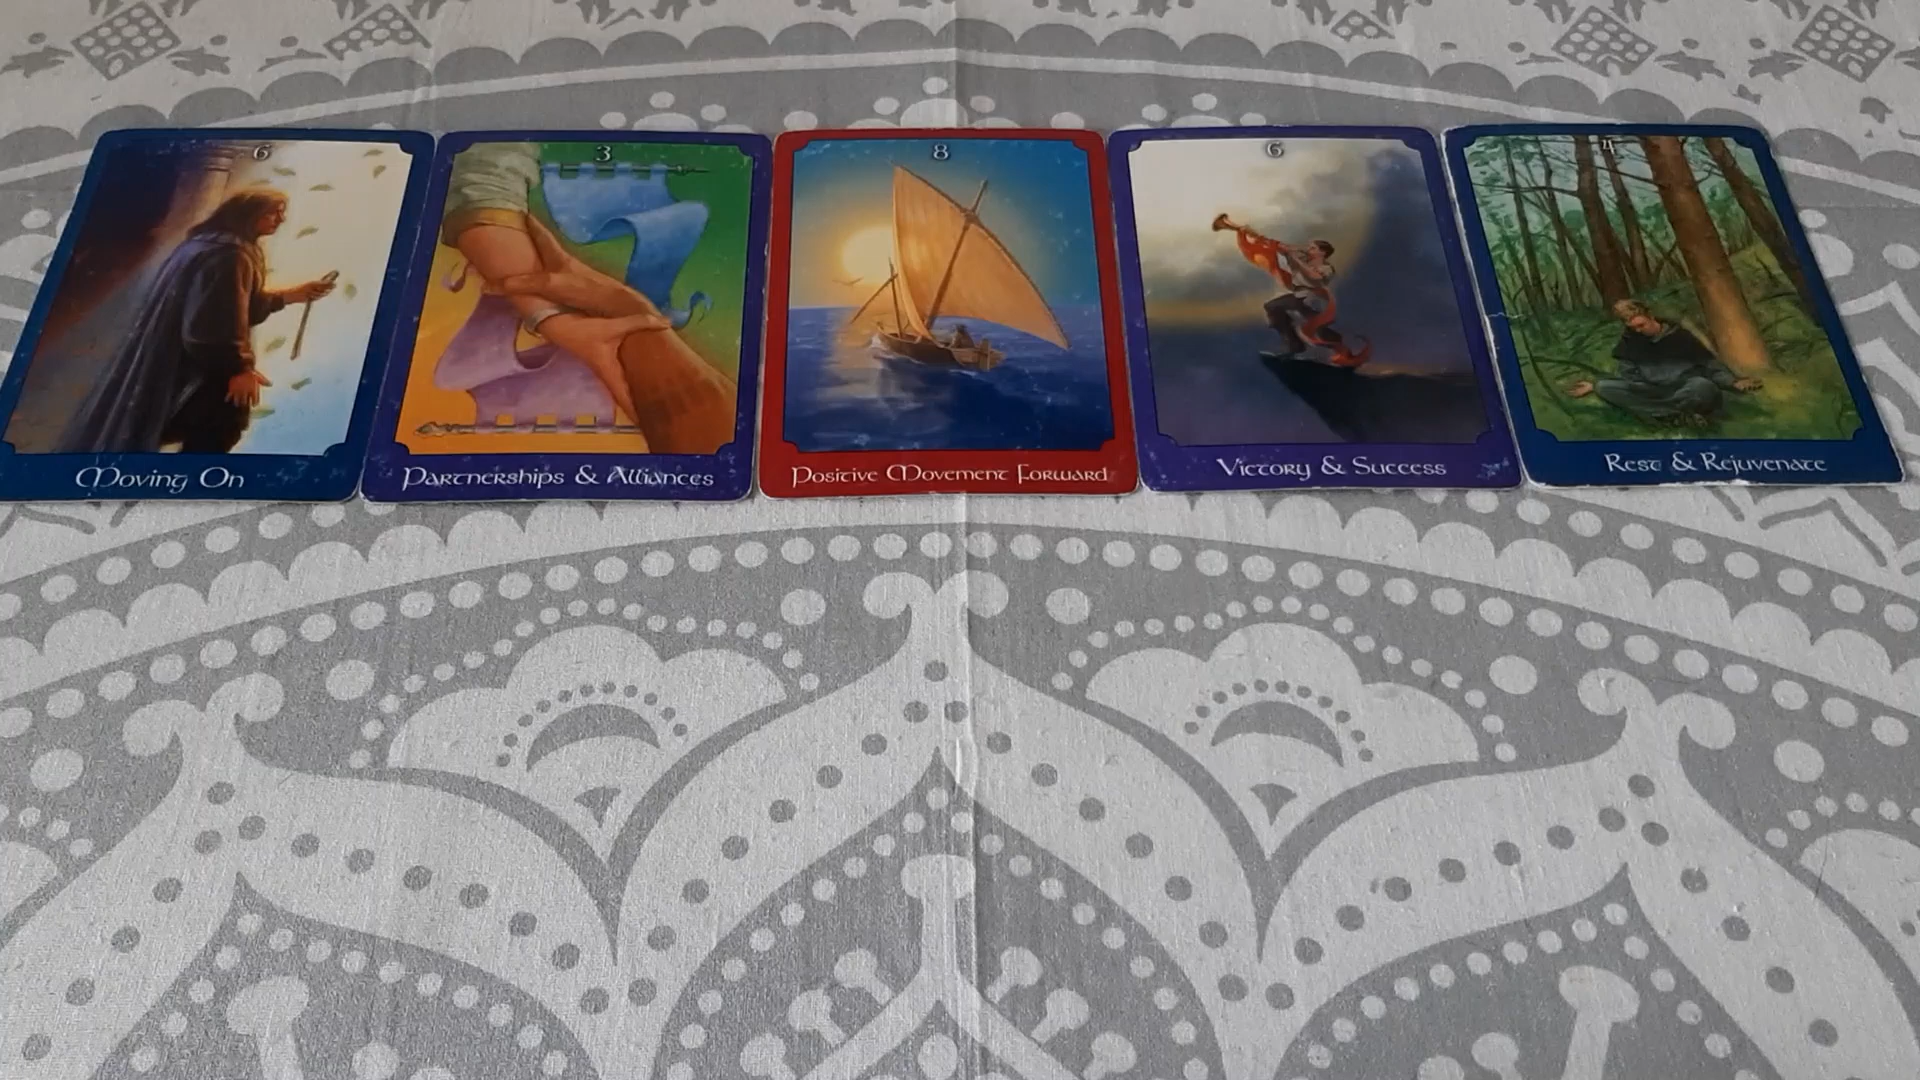 6
Moving On
3
Partnerships & Alliances
8
Positive Movement Forward
6
Victory & Success
4
Rest & Rejuvenate